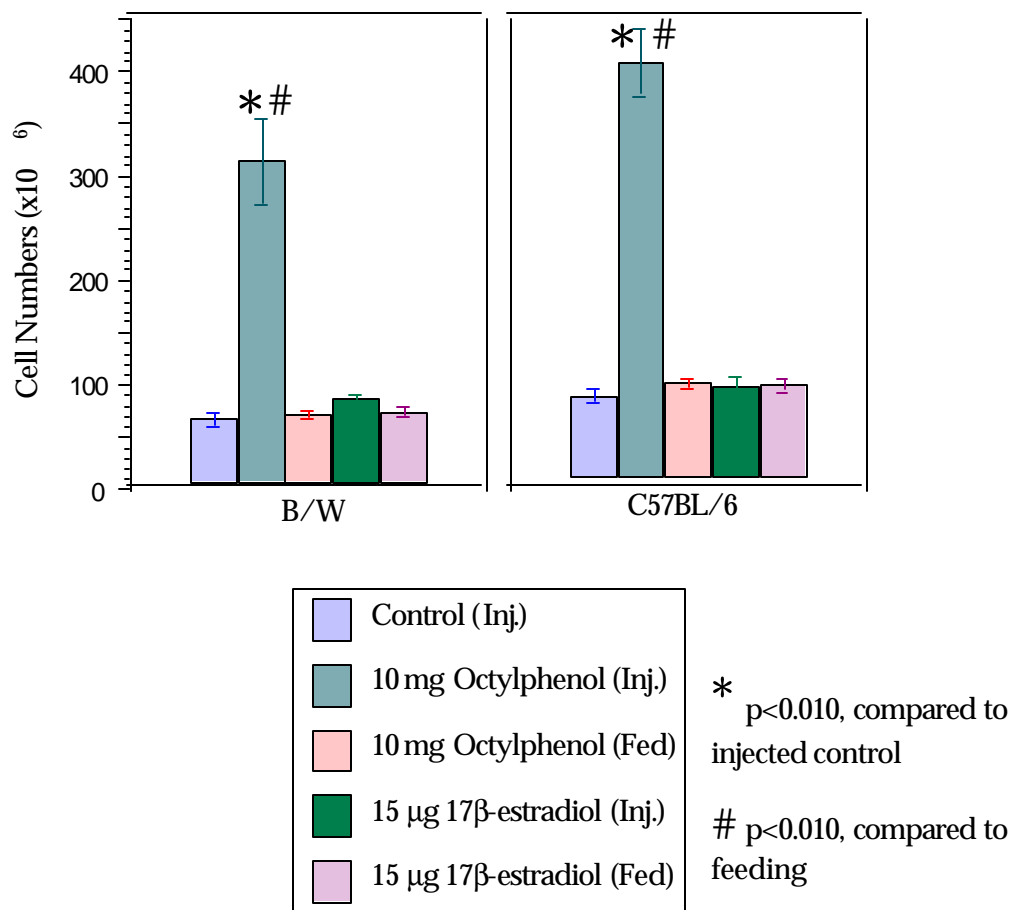 * # 
* #
400
300
200
100
0
Cell Numbers (x10 6)
B/W
C57BL/6
Control (Inj.)
10 mg Octylphenol (Inj.)
10 mg Octylphenol (Fed)
15 µg 17β-estradiol (Inj.)
15 µg 17β-estradiol (Fed)
* p<0.010, compared to
injected control
# p<0.010, compared to
feeding